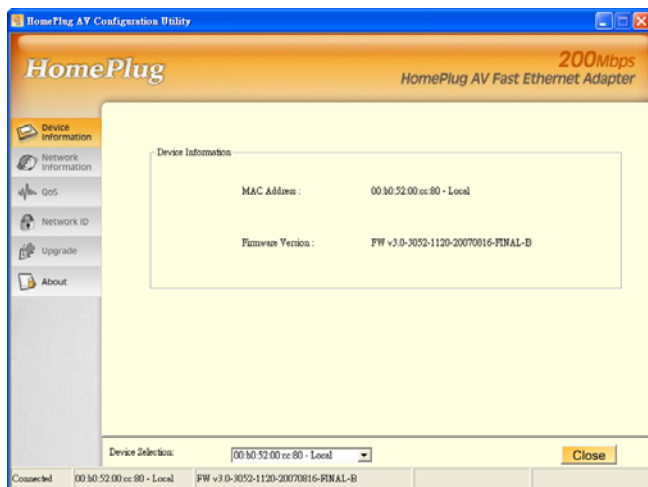 HomePlug AV Configuration Utility
HomePlug
200Mbps
HomePlug AV Fast Ethernet Adapter
Device Information
Network Information
QoS
Network ID
Upgrade
About
Device Information
MAC Address :
00:b0:52:00:cc:80 - Local
Firmware Version :
FW v3.0-3052-1120-20070816-FINAL-B
Device Selection:
00:b0:52:00:cc:80 - Local
Close
Connected
00:b0:52:00:cc:80 - Local
FW v3.0-3052-1120-20070816-FINAL-B